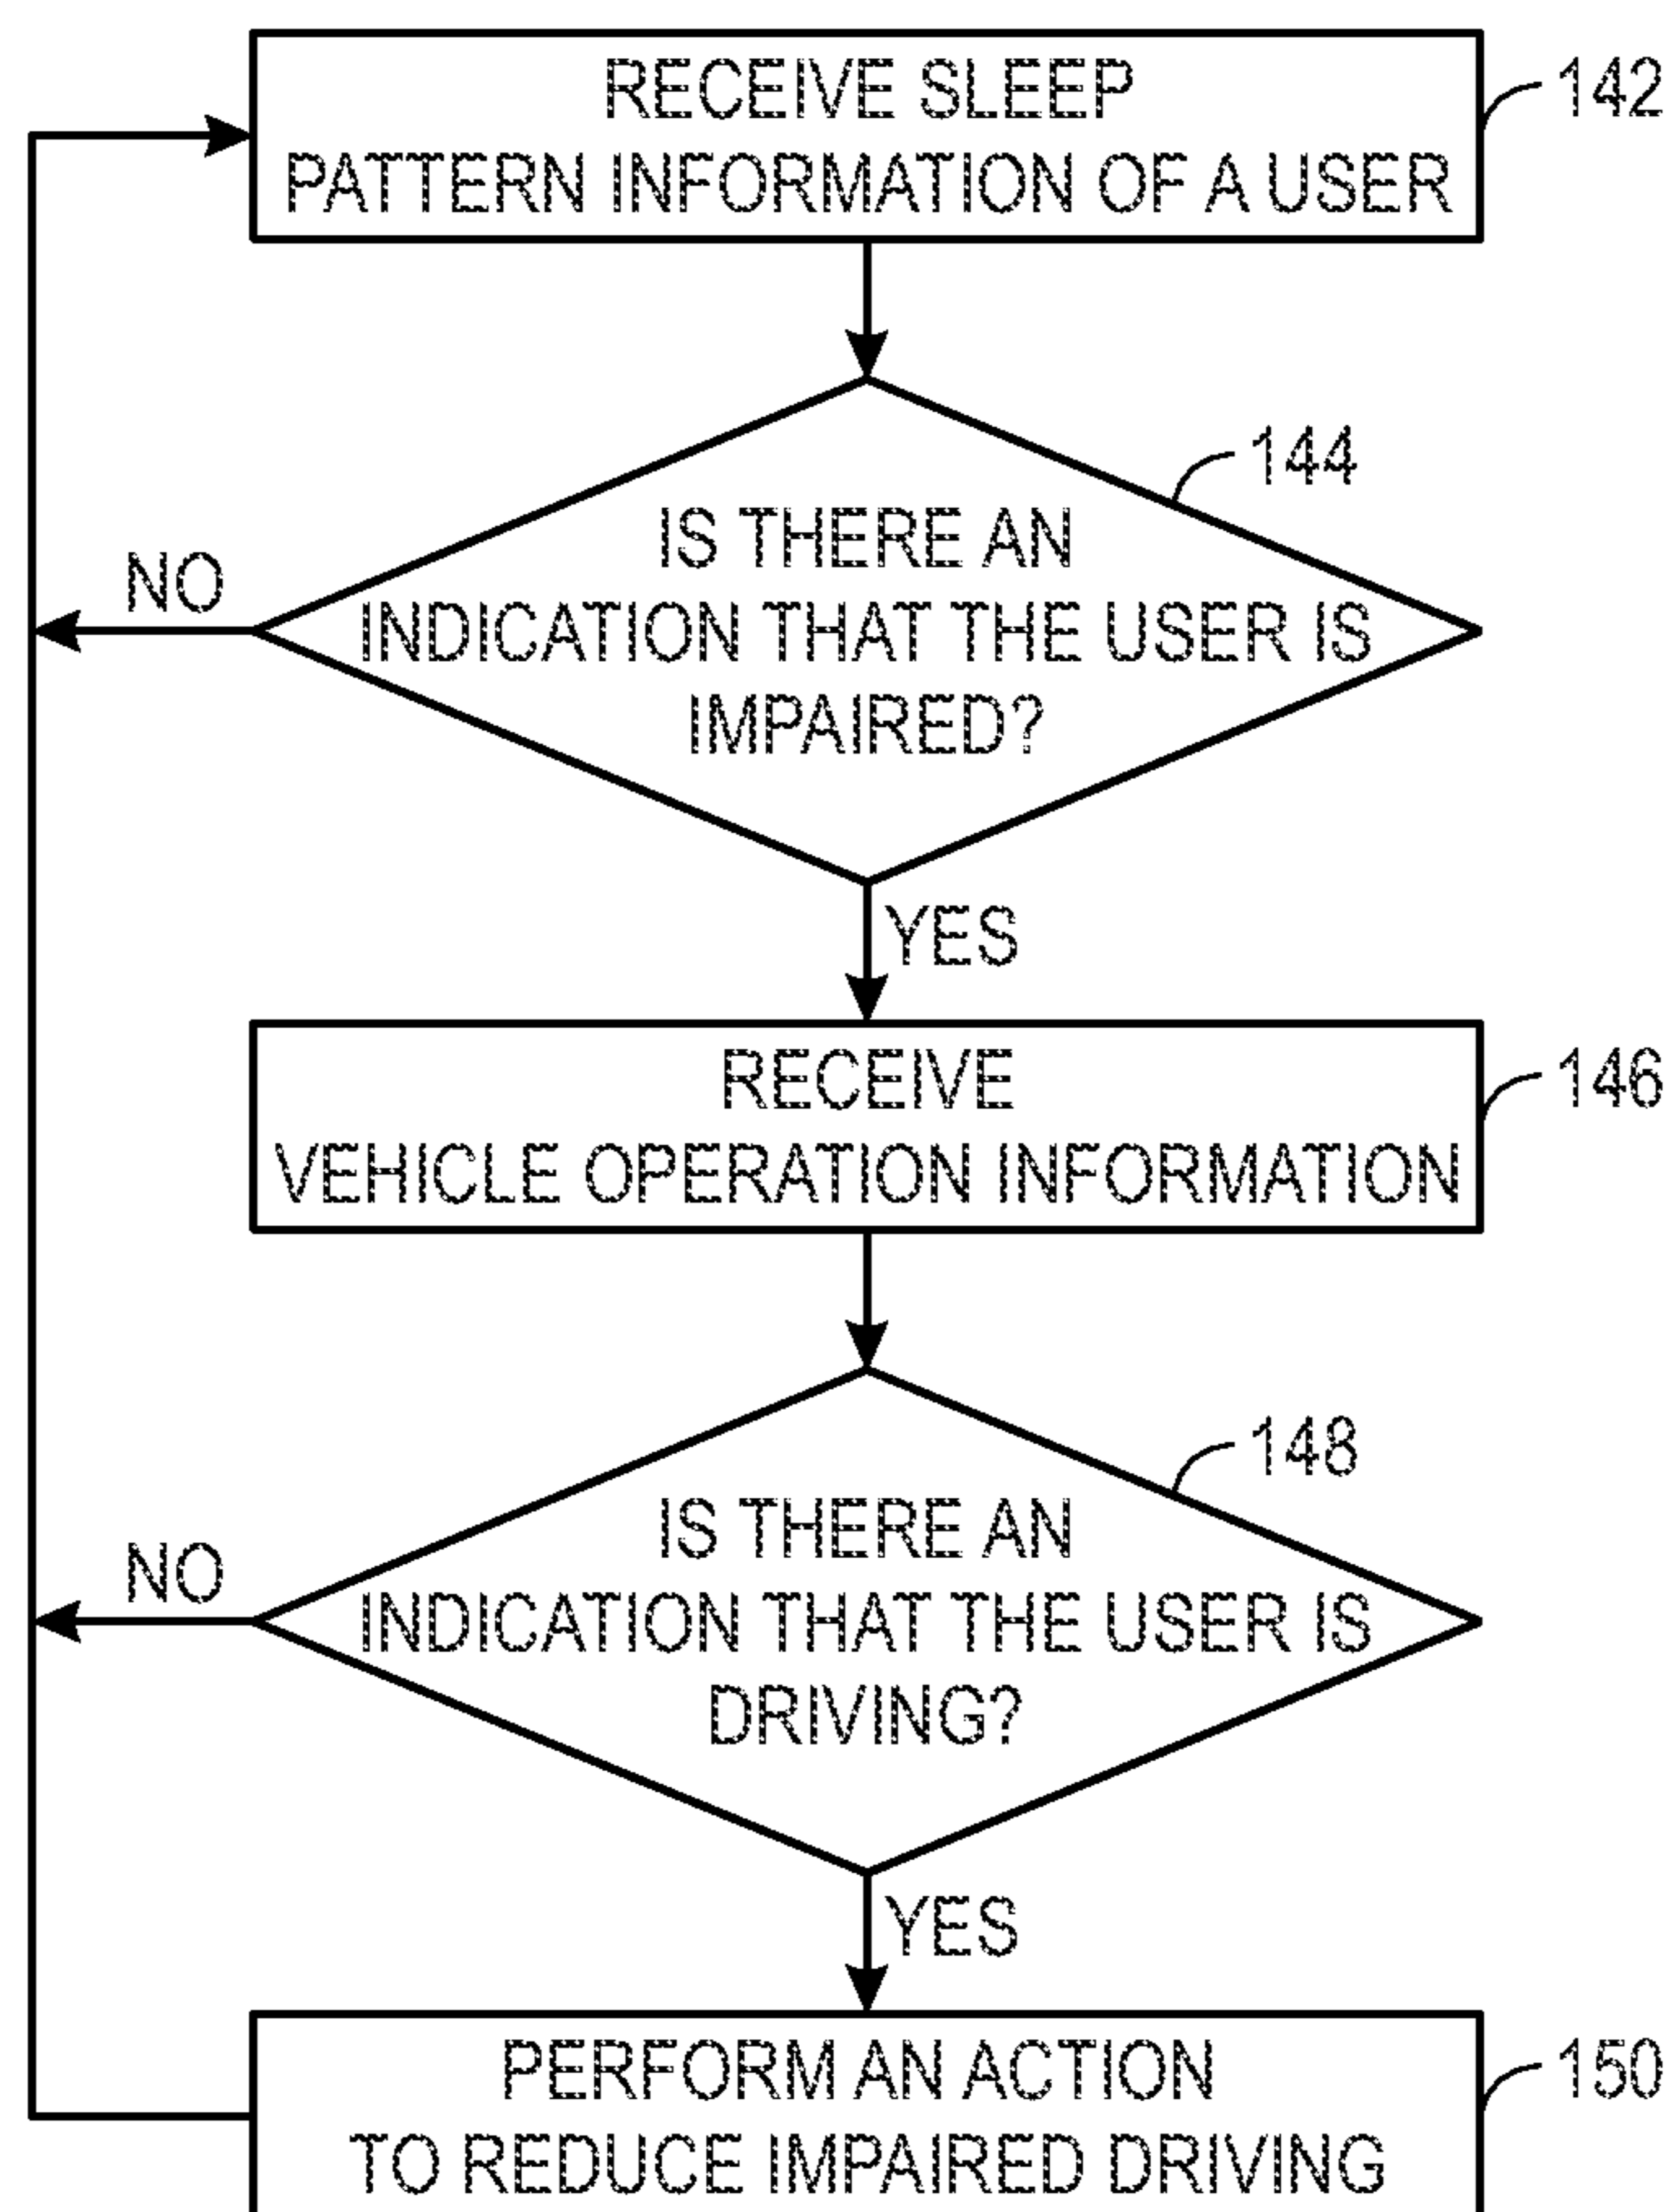 RECEIVE SLEEP
PATTERN INFORMATION OF A USER
142
144
IS THERE AN
INDICATION THAT THE USER IS
IMPAIRED?
NO
YES
RECEIVE
VEHICLE OPERATION INFORMATION
146
148
IS THERE AN
INDICATION THAT THE USER IS
DRIVING?
NO
YES
PERFORM AN ACTION
TO REDUCE IMPAIRED DRIVING
150